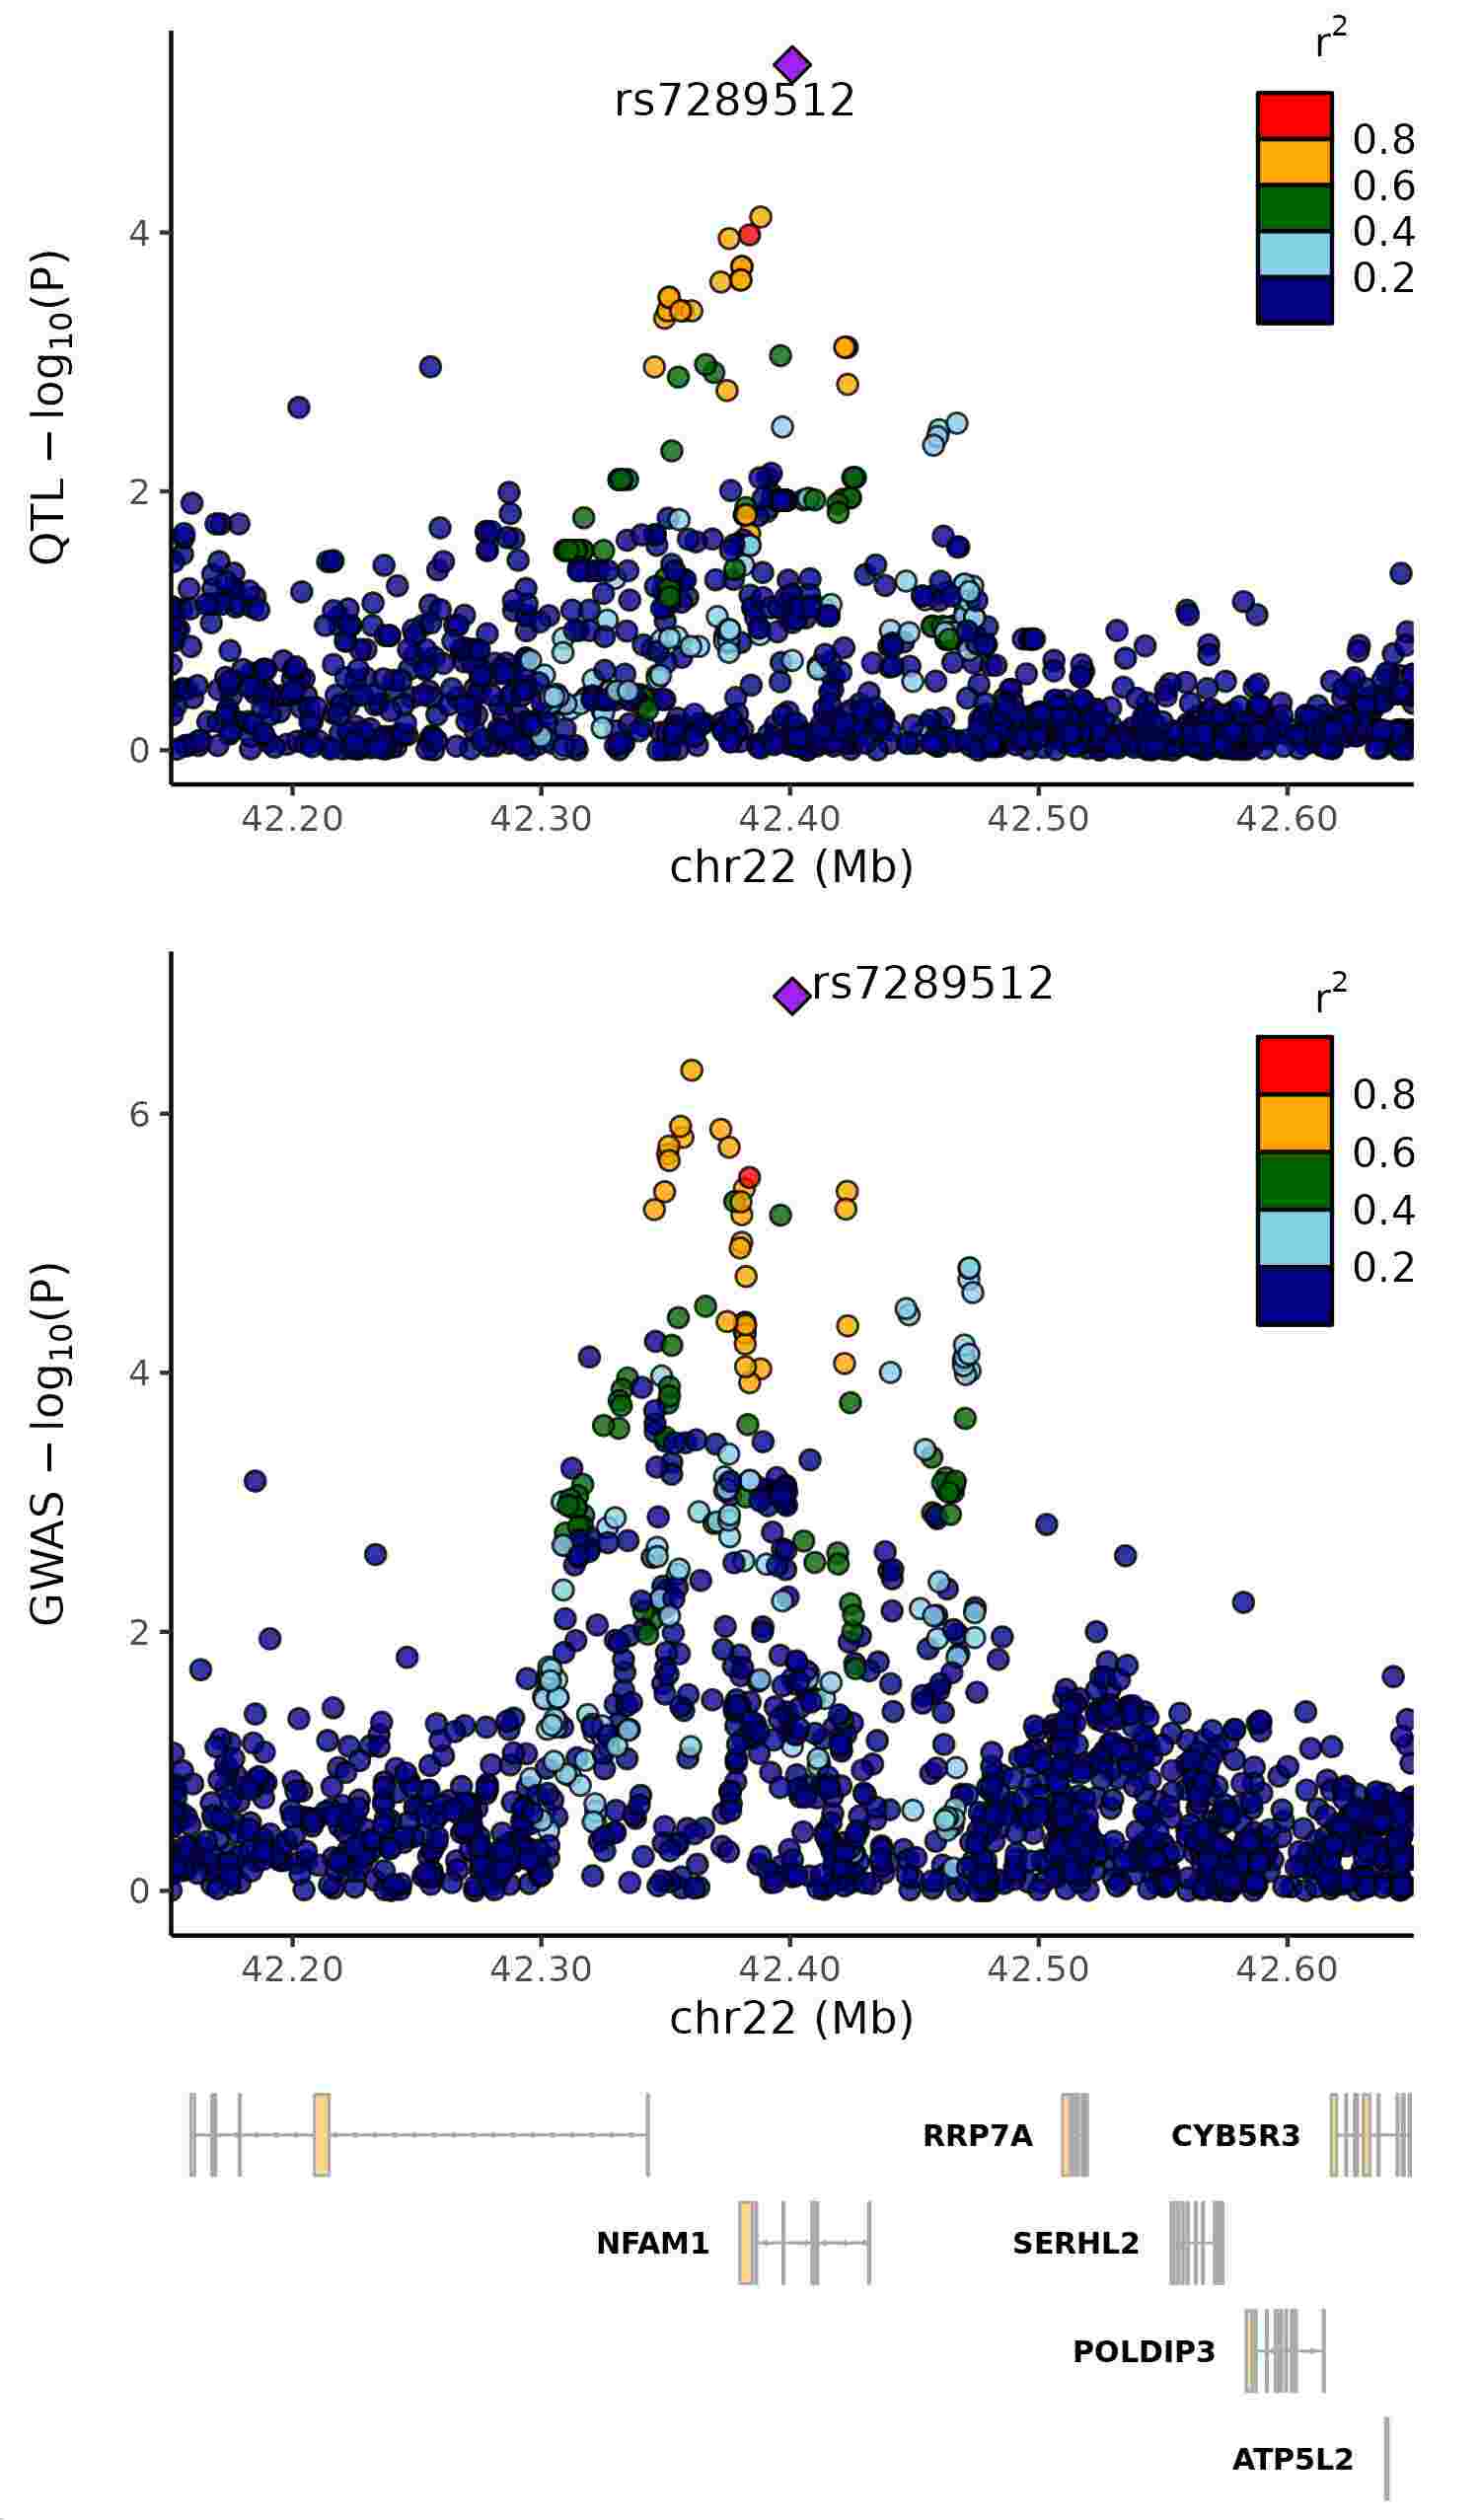 r²
rs7289512
0.8
0.6
0.4
0.2
4
2
0
QTL − log₁₀(P)
42.20 42.30 42.40 42.50 42.60
chr22 (Mb)
rs7289512
r²
0.8
0.6
0.4
0.2
6
4
2
0
GWAS − log₁₀(P)
42.20 42.30 42.40 42.50 42.60
chr22 (Mb)
RRP7A CYB5R3
NFAM1 SERHL2
POLDIP3
ATP5L2